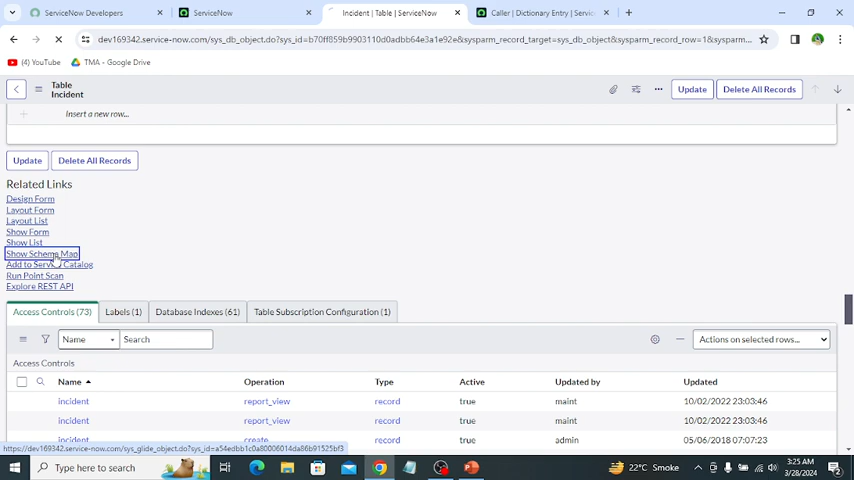 ServiceNow Developers
ServiceNow
Incident | Table | ServiceNow
Caller | Dictionary Entry | Servic
dev169342.service-now.com/sys_db_object.do?sys_id=b70ff859b9903110d0adbb64e3a1e92e&sysparm_record_target=sys_db_object&sysparm_record_row=1&sysparm...
(4) YouTube
TMA - Google Drive
Table
Incident
Update
Delete All Records
Insert a new row...
Update
Delete All Records
Related Links
Design Form
Layout Form
Layout List
Show Form
Show List
Show Schema Map
Add to Service Catalog
Run Point Scan
Explore REST API
Access Controls (73)
Labels (1)
Database Indexes (61)
Table Subscription Configuration (1)
Name
Search
Actions on selected rows...
Access Controls
Name Operation Type Active Updated by Updated
incident report_view record true maint 10/02/2022 23:03:46
incident report_view record true maint 10/02/2022 23:03:46
incident create record true admin 05/06/2018 07:07:23
https://dev169342.service-now.com/sys_glide_object.do?sys_id=a54edbb1c0a80006014da86b91525bf3
Type here to search
22°C Smoke
3:25 AM
3/28/2024